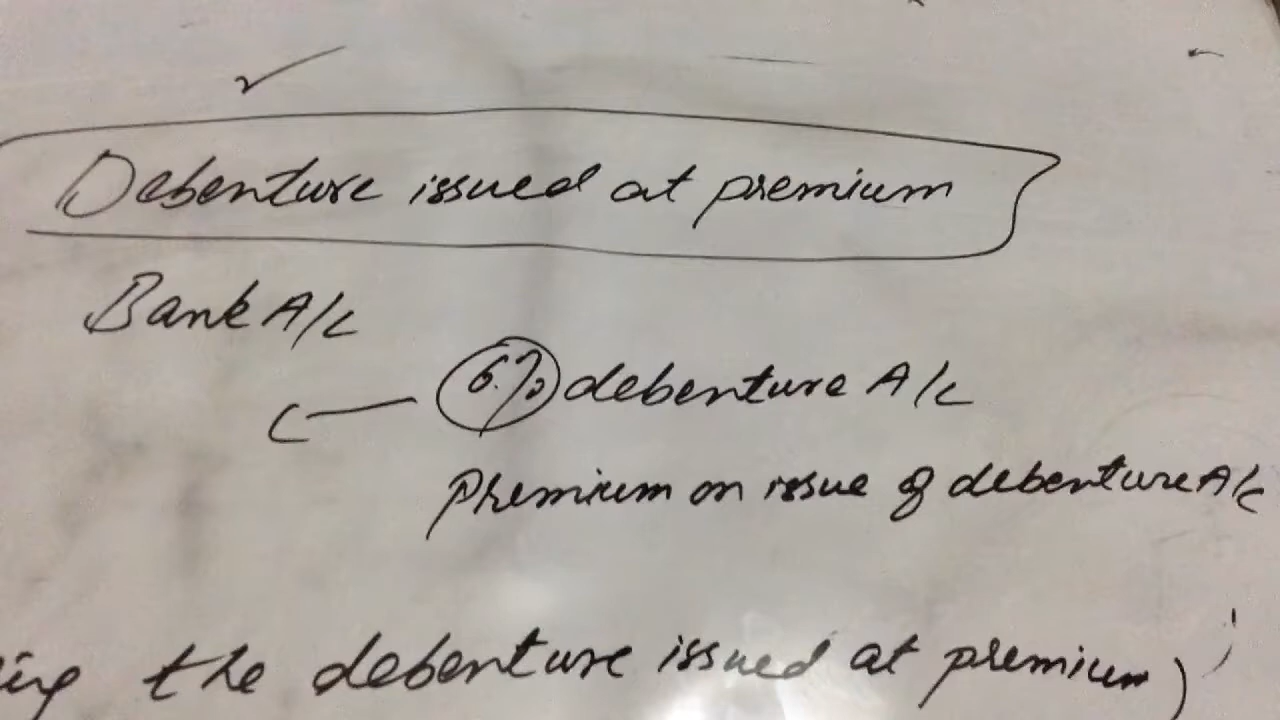 Debenture issued at premium
Bank A/c
6% debenture A/c
Premium on issue of debenture A/c
the debenture issued at premium)